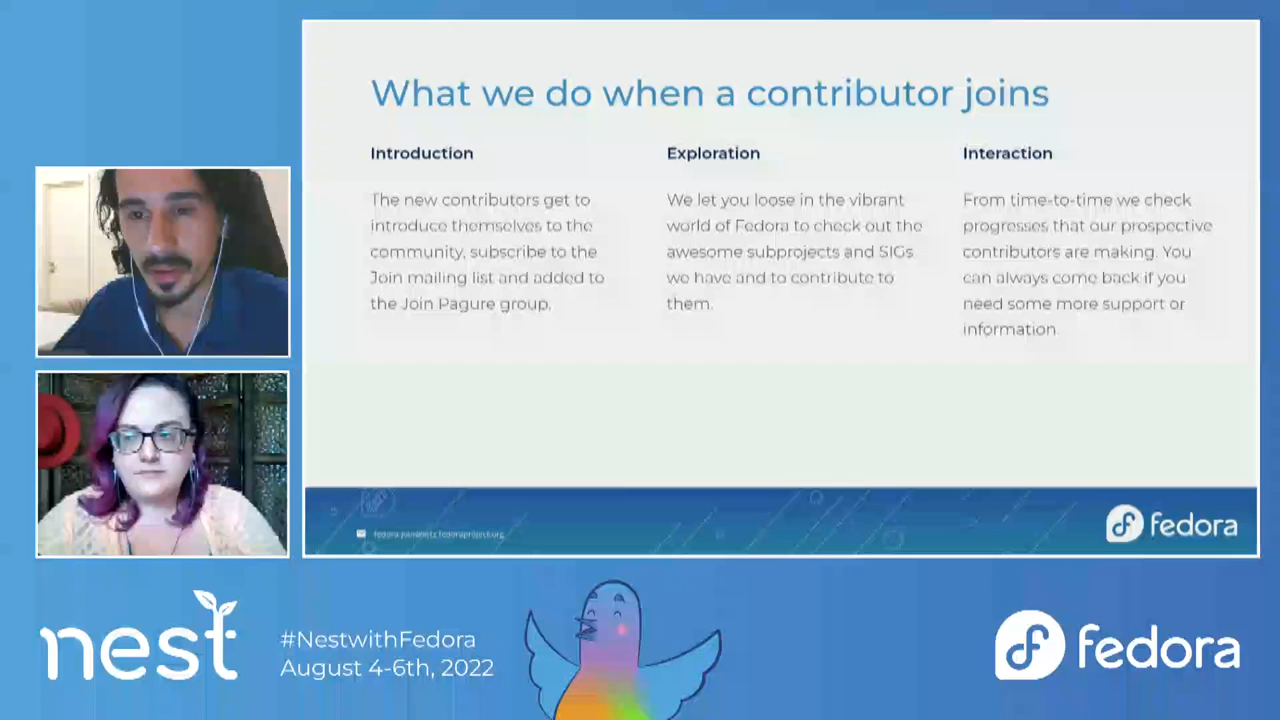 What we do when a contributor joins
Introduction
The new contributors get to
introduce themselves to the
community, subscribe to the
Join mailing list and added to
the Join Pagure group.
Exploration
We let you loose in the vibrant
world of Fedora to check out the
awesome subprojects and SIGs
we have and to contribute to
them.
Interaction
From time-to-time we check
progresses that our prospective
contributors are making. You
can always come back if you
need some more support or
information.
fedora
nest
#NestwithFedora
August 4-6th, 2022
fedora